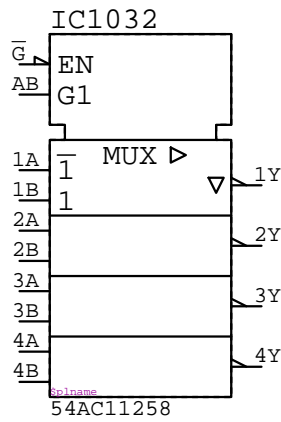 IC1032
G̅
EN
AB
G1
MUX
1A
1̅
1B
1
1Y
2A
2B
2Y
3A
3B
3Y
4A
4B
4Y
$plname
54AC11258